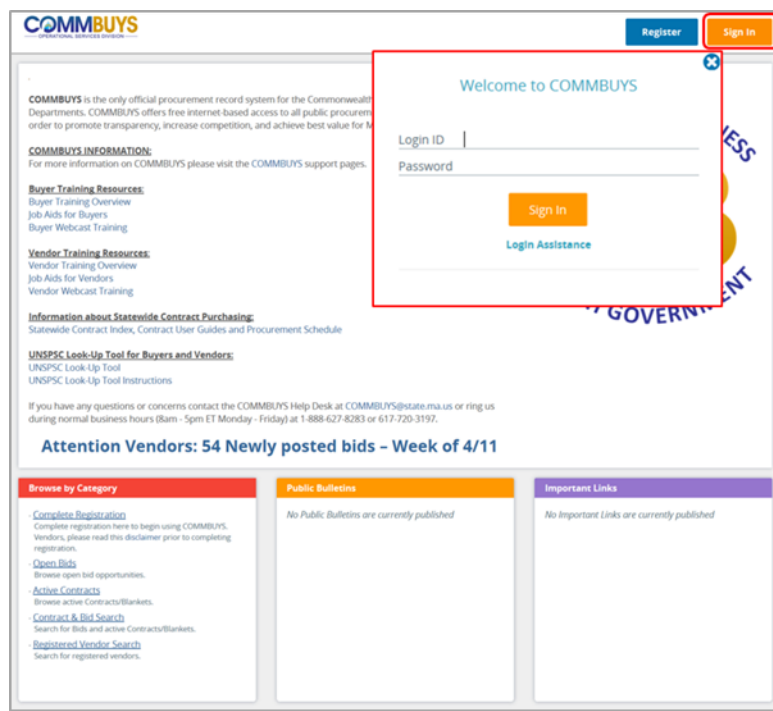 COMMBUYS
OPERATIONAL SERVICES DIVISION
Register
Sign In
Welcome to COMMBUYS
Login ID
Password
Sign In
Login Assistance
COMMBUYS is the only official procurement record system for the Commonwealth
Departments. COMMBUYS offers free internet-based access to all public procurem
order to promote transparency, increase competition, and achieve best value for M
COMMBUYS INFORMATION:
For more information on COMMBUYS please visit the COMMBUYS support pages.
Buyer Training Resources:
Buyer Training Overview
Job Aids for Buyers
Buyer Webcast Training
Vendor Training Resources:
Vendor Training Overview
Job Aids for Vendors
Vendor Webcast Training
Information about Statewide Contract Purchasing:
Statewide Contract Index, Contract User Guides and Procurement Schedule
UNSPSC Look-Up Tool for Buyers and Vendors:
UNSPSC Look-Up Tool
UNSPSC Look-Up Tool Instructions
If you have any questions or concerns contact the COMMBUYS Help Desk at COMMBUYS@state.ma.us or ring us
during normal business hours (8am - 5pm ET Monday - Friday) at 1-888-627-8283 or 617-720-3197.
NESS
GOVERNMENT
Attention Vendors: 54 Newly posted bids – Week of 4/11
Browse by Category
- Complete Registration
Complete registration here to begin using COMMBUYS.
Vendors, please read this disclaimer prior to completing
registration.
- Open Bids
Browse open bid opportunities.
- Active Contracts
Browse active Contracts/Blankets.
- Contract & Bid Search
Search for Bids and active Contracts/Blankets.
- Registered Vendor Search
Search for registered vendors.
Public Bulletins
No Public Bulletins are currently published
Important Links
No Important Links are currently published